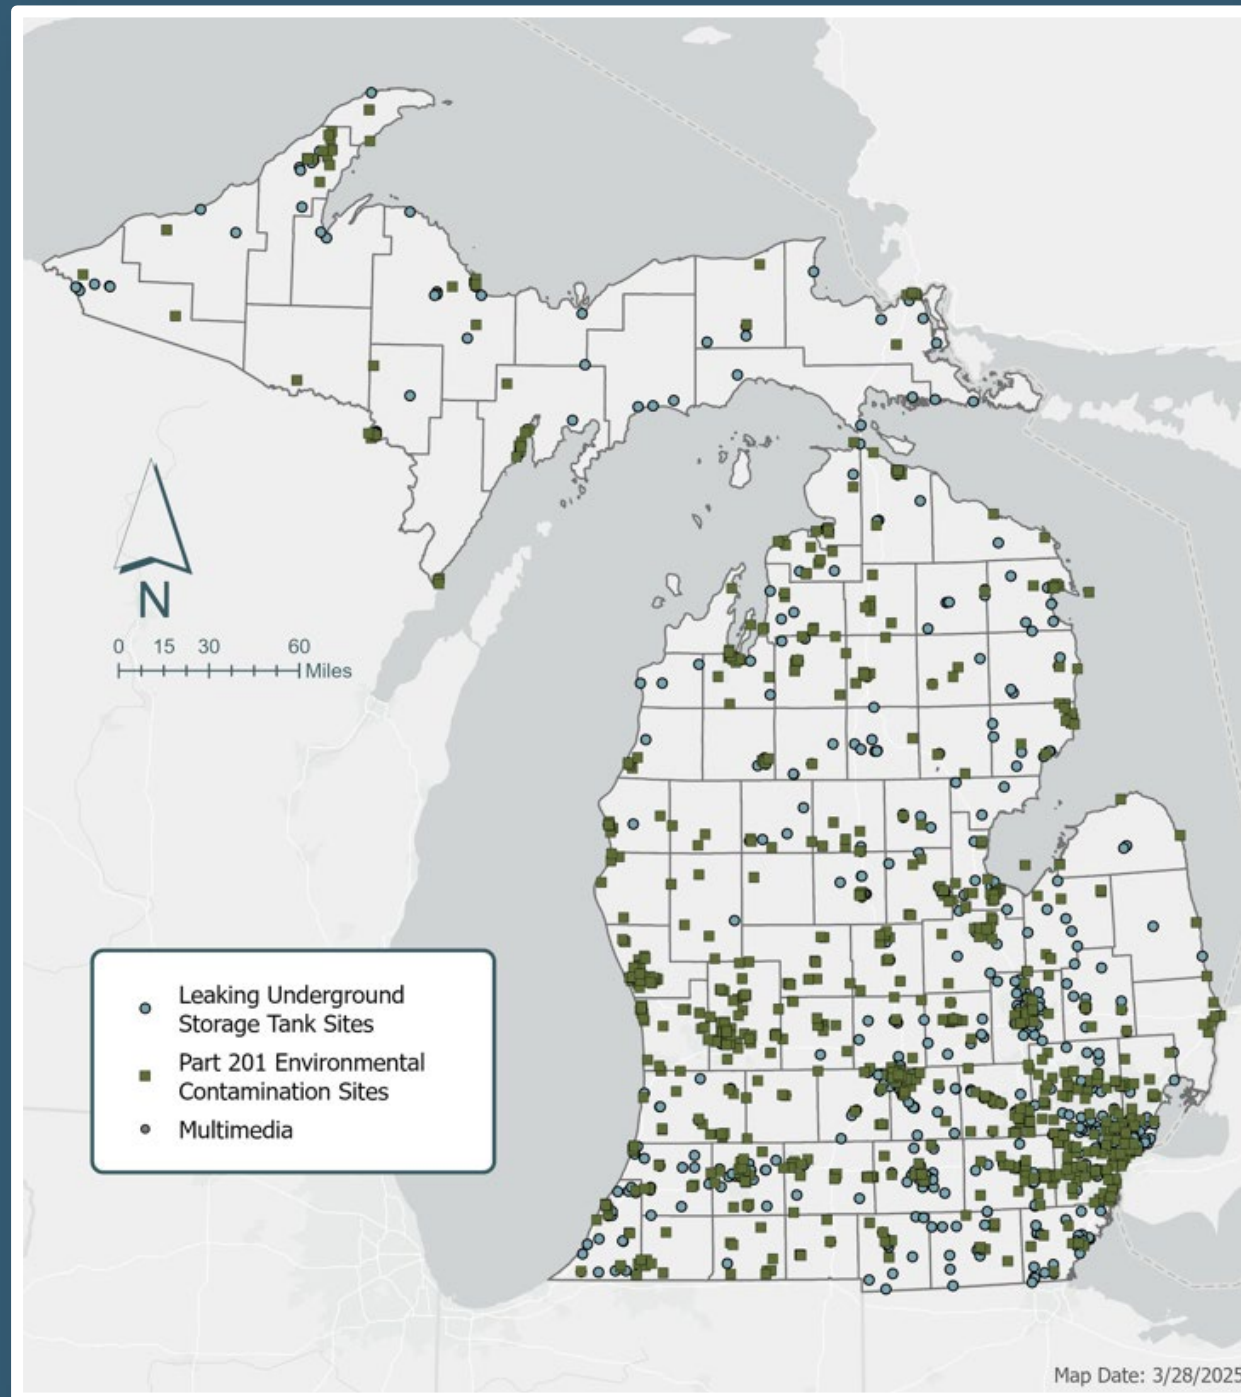 N
0 15 30 60
Miles
Leaking Underground
Storage Tank Sites
Part 201 Environmental
Contamination Sites
Multimedia
Map Date: 3/28/2025